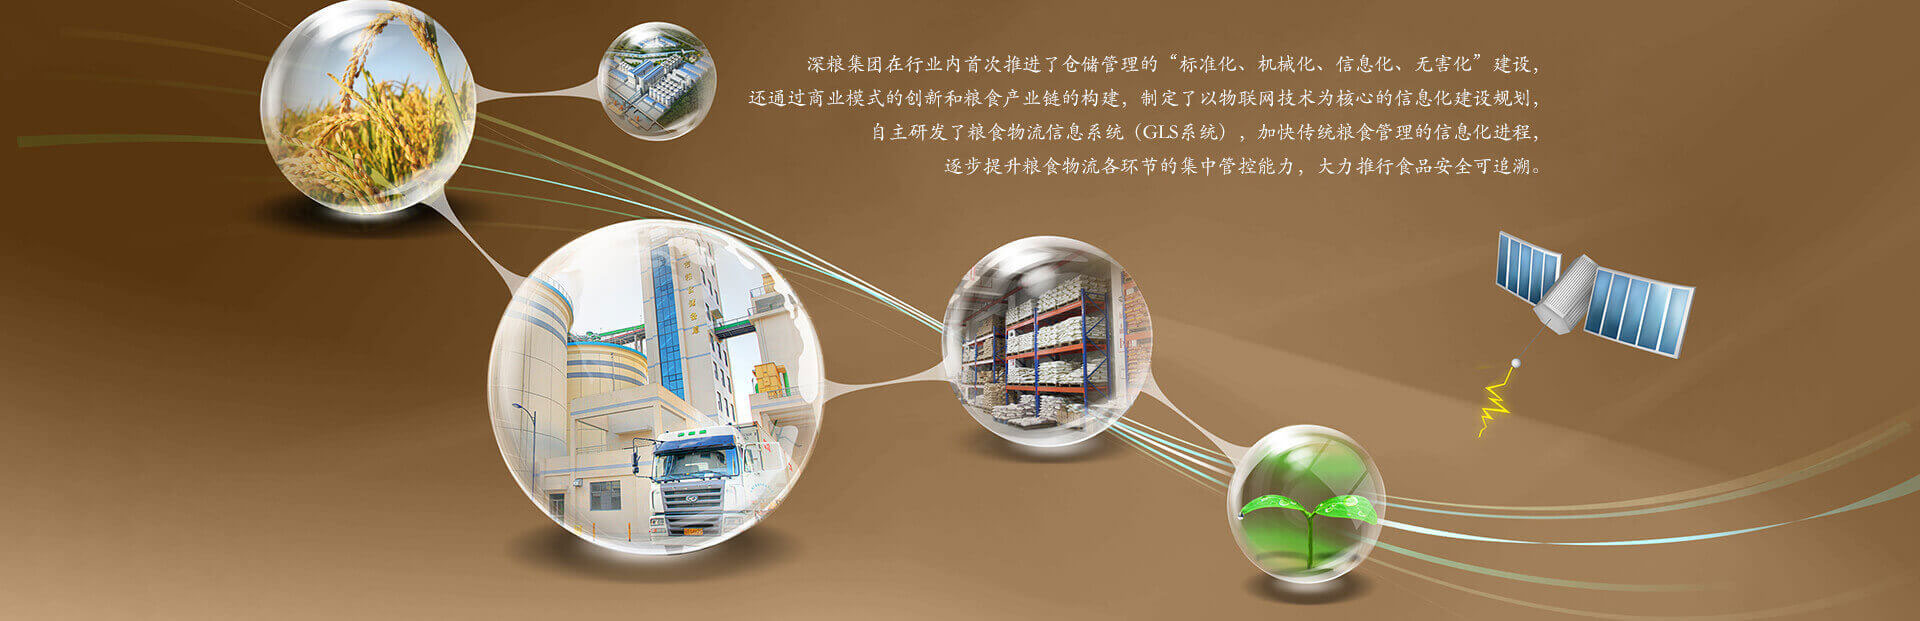 深粮集团在行业内首次推进了仓储管理的“标准化、机械化、信息化、无害化”建设，
还通过商业模式的创新和粮食产业链的构建，制定了以物联网技术为核心的信息化建设规划，
自主研发了粮食物流信息系统（GLS系统），加快传统粮食管理的信息化进程，
逐步提升粮食物流各环节的集中管控能力，大力推行食品安全可追溯。